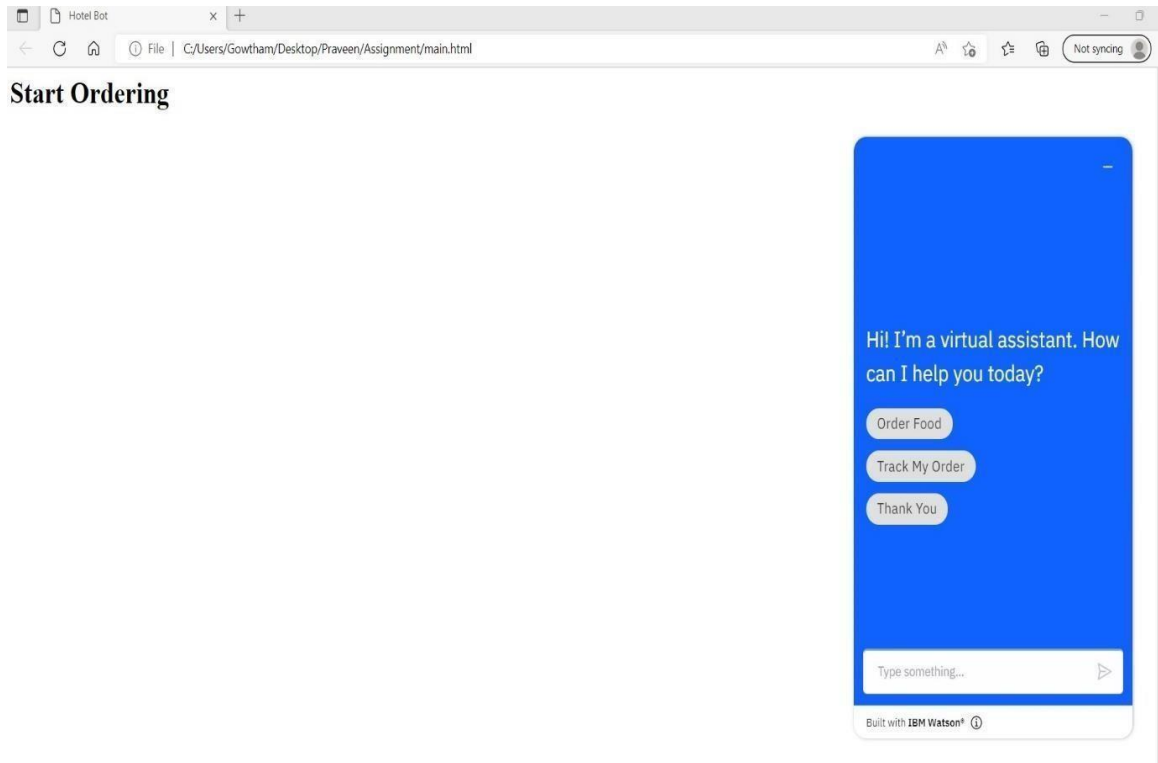 Hotel Bot
File | C:/Users/Gowtham/Desktop/Praveen/Assignment/main.html
Not syncing
Start Ordering
Hi! I'm a virtual assistant. How
can I help you today?
Order Food
Track My Order
Thank You
Type something...
Built with IBM Watson®